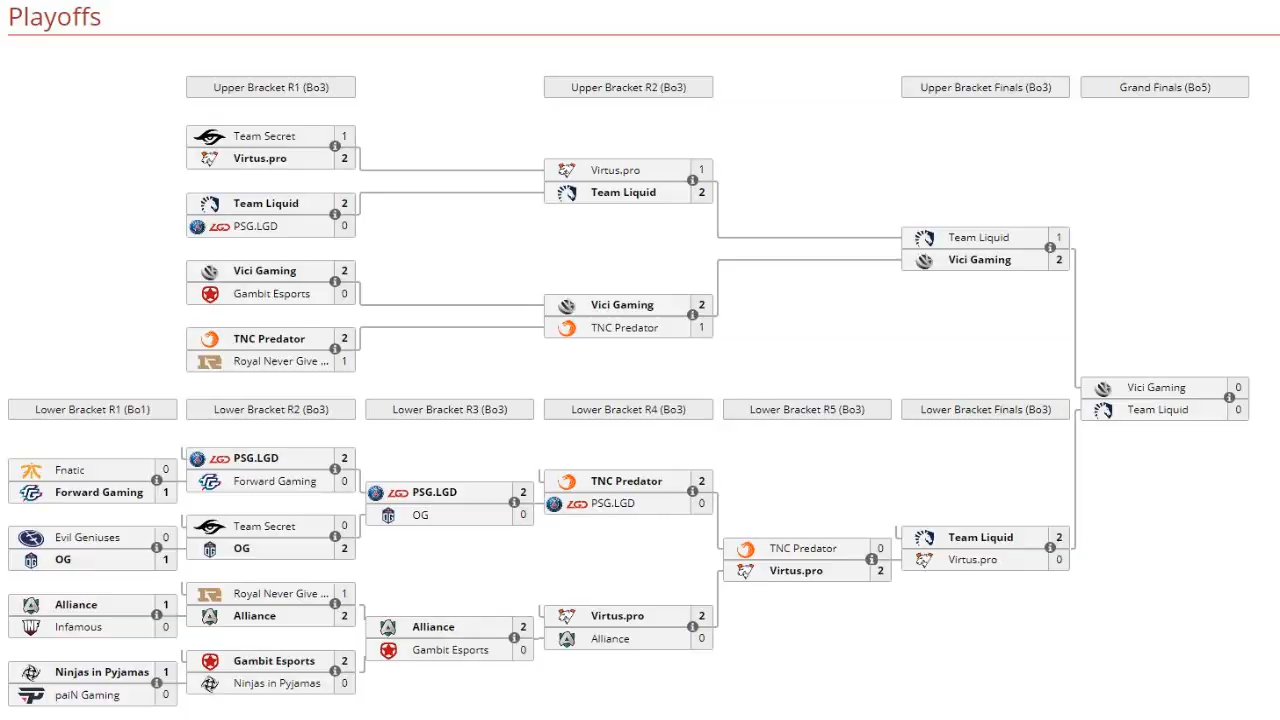 Playoffs
Upper Bracket R1 (Bo3)
Upper Bracket R2 (Bo3)
Upper Bracket Finals (Bo3)
Grand Finals (Bo5)
Team Secret 1
Virtus.pro 2
Team Liquid 2
LGD PSG.LGD 0
Vici Gaming 2
Gambit Esports 0
TNC Predator 2
Royal Never Give ... 1
Virtus.pro 1
Team Liquid 2
Vici Gaming 2
TNC Predator 1
Team Liquid 1
Vici Gaming 2
Vici Gaming 0
Team Liquid 0
Lower Bracket R1 (Bo1)
Lower Bracket R2 (Bo3)
Lower Bracket R3 (Bo3)
Lower Bracket R4 (Bo3)
Lower Bracket R5 (Bo3)
Lower Bracket Finals (Bo3)
Fnatic 0
Forward Gaming 1
Evil Geniuses 0
OG 1
Alliance 1
INF Infamous 0
Ninjas in Pyjamas 1
paiN Gaming 0
LGD PSG.LGD 2
Forward Gaming 0
Team Secret 0
OG 2
Royal Never Give ... 1
Alliance 2
Gambit Esports 2
Ninjas in Pyjamas 0
LGD PSG.LGD 2
OG 0
Alliance 2
Gambit Esports 0
TNC Predator 2
LGD PSG.LGD 0
Virtus.pro 2
Alliance 0
TNC Predator 0
Virtus.pro 2
Team Liquid 2
Virtus.pro 0